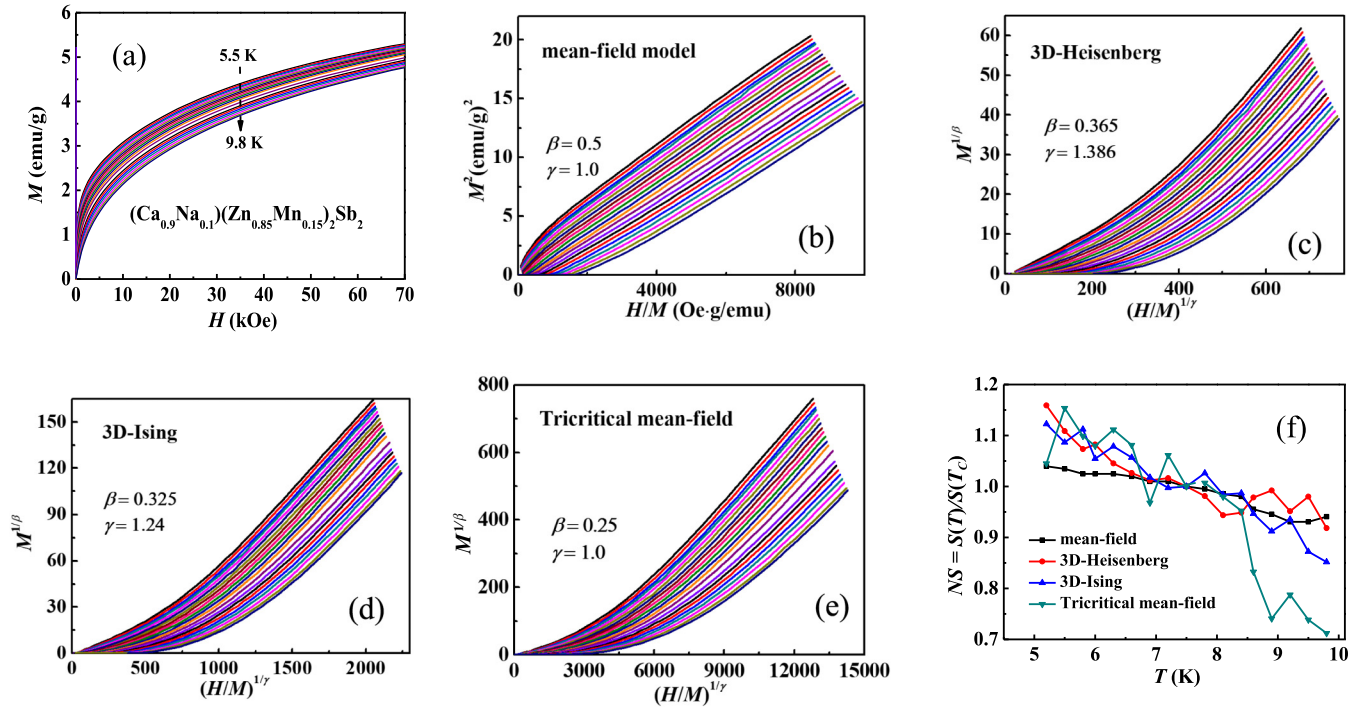 (a)
5.5 K
9.8 K
(Ca0.9Na0.1)(Zn0.85Mn0.15)2Sb2
M (emu/g)
6
5
4
3
2
1
0
0 10 20 30 40 50 60 70
H (kOe)
mean-field model
β = 0.5
γ = 1.0
(b)
M² (emu/g)²
20
15
10
5
0
0 4000 8000
H/M (Oe·g/emu)
3D-Heisenberg
β = 0.365
γ = 1.386
(c)
M^1/β
60
50
40
30
20
10
0
0 200 400 600
(H/M)^1/γ
3D-Ising
β = 0.325
γ = 1.24
(d)
M^1/β
150
120
90
60
30
0
0 500 1000 1500 2000
(H/M)^1/γ
Tricritical mean-field
β = 0.25
γ = 1.0
(e)
M^1/β
800
600
400
200
0
0 3000 6000 9000 12000 15000
(H/M)^1/γ
(f)
NS = S(T)/S(TC)
1.2
1.1
1.0
0.9
0.8
0.7
mean-field
3D-Heisenberg
3D-Ising
Tricritical mean-field
5 6 7 8 9 10
T (K)